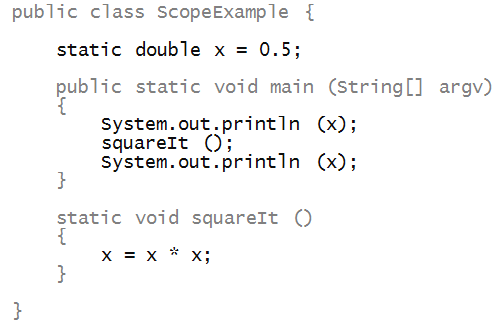 public class ScopeExample {
static double x = 0.5;
public static void main (String[] argv)
{
System.out.println (x);
squareIt ();
System.out.println (x);
}
static void squareIt ()
{
x = x * x;
}
}